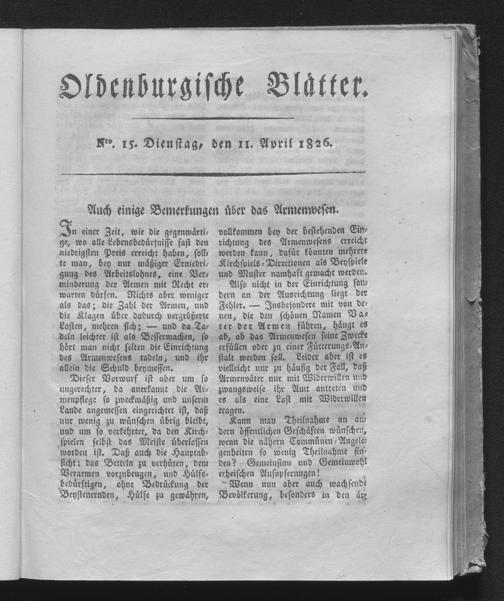 Oldenburgische Blätter.
Nro. 15. Dienstag, den 11. April 1826.
Auch einige Bemerkungen über das Armenwesen.
In einer Zeit, wie die gegenwärti-
ge, wo alle Lebensbedürfnisse fast den
niedrigsten Preis erreicht haben, soll-
te man, bey nur mäßiger Erniedri-
gung des Arbeitslohnes, eine Ver-
minderung der Armen mit Recht er-
warten dürfen. Nichts aber weniger
als das; die Zahl der Armen, und
die Klagen über dadurch vergrößerte
Lasten, mehren sich; — und da Ta-
deln leichter ist als Bessermachen, so
hört man nicht selten die Einrichtung
des Armenwesens tadeln, und ihr
allein die Schuld beymessen.
Dieser Vorwurf ist aber um so
ungerechter, da anerkannt die Ar-
menpflege so zweckmäßig und unserm
Lande angemessen eingerichtet ist, daß
nur wenig zu wünschen übrig bleibt,
und um so verkehrter, da den Kirch-
spielen selbst das Meiste überlassen
worden ist. Daß auch die Hauptab-
sicht: das Betteln zu verhüten, dem
Verarmen vorzubeugen, und Hülfs-
bedürftigen, ohne Bedrückung der
Beysteuernden, Hülfe zu gewähren,
vollkommen bey der bestehenden Ein-
richtung des Armenwesens erreicht
werden kann, dafür könnten mehrere
Kirchspiels-Directionen als Beyspiele
und Muster namhaft gemacht werden.
Also nicht in der Einrichtung son-
dern an der Ausrichtung liegt der
Fehler. — Insbesondere mit von de-
nen, die den schönen Namen Va-
ter der Armen führen, hängt es
ab, ob das Armenwesen seine Zwecke
erfüllen oder zu einer Fütterungs-An-
stalt werden soll. Leider aber ist es
vielleicht nur zu häufig der Fall, daß
Armenväter nur mit Widerwillen und
zwangsweise ihr Amt antreten und
es als eine Last mit Widerwillen
tragen.
Kann man Theilnahme an an-
dern öffentlichen Geschäften wünschen,
wenn die nähern Communen-Angele-
genheiten so wenig Theilnahme fin-
den? Gemeinsinn und Gemeinwohl
erheischen Aufopferungen!
Wenn nun aber auch wachsende
Bevölkerung, besonders in den är-